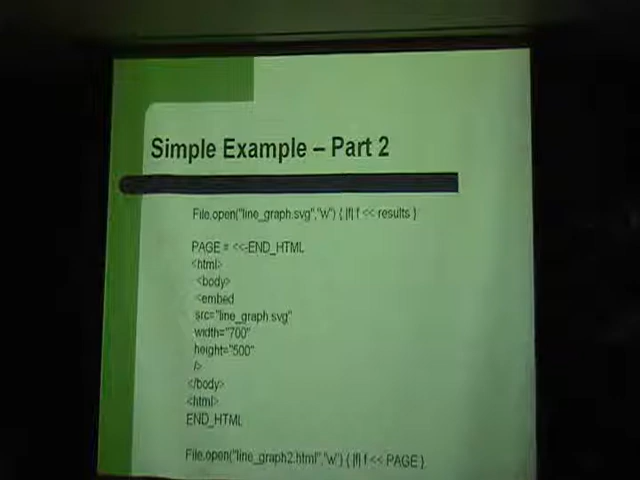 Simple Example – Part 2
File.open("line_graph.svg","w") { |f| f << results }
PAGE = <<-END_HTML
<html>
<body>
<embed
src="line_graph.svg"
width="700"
height="500"
/>
</body>
<html>
END_HTML
File.open("line_graph2.html","w") { |f| f << PAGE }